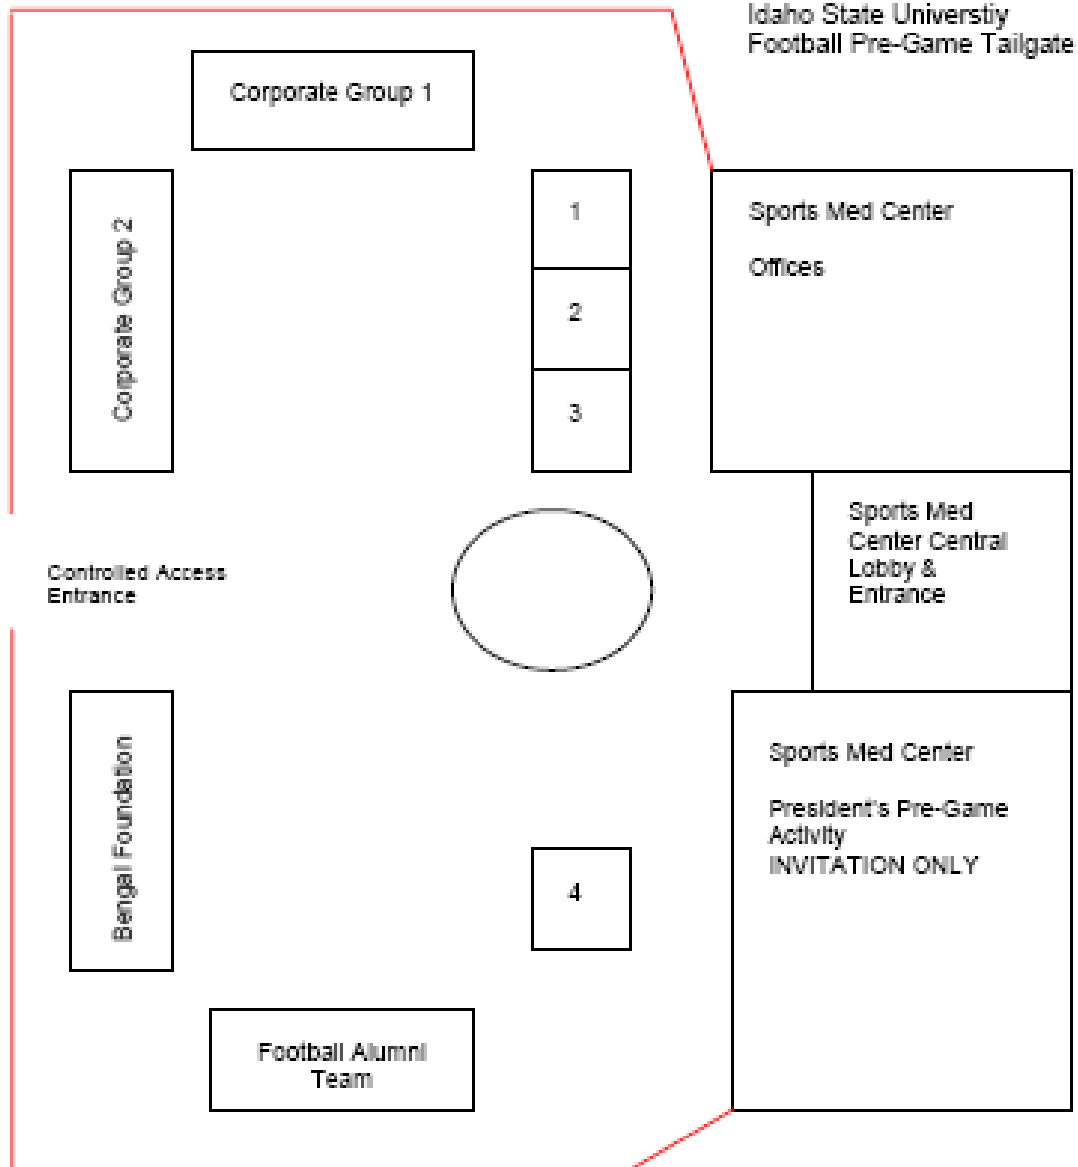 Idaho State Universtiy
Football Pre-Game Tailgate
Corporate Group 1
Corporate Group 2
1
2
3
Sports Med Center
Offices
Controlled Access
Entrance
Sports Med
Center Central
Lobby &
Entrance
Bengal Foundation
4
Sports Med Center
President's Pre-Game
Activity
INVITATION ONLY
Football Alumni
Team